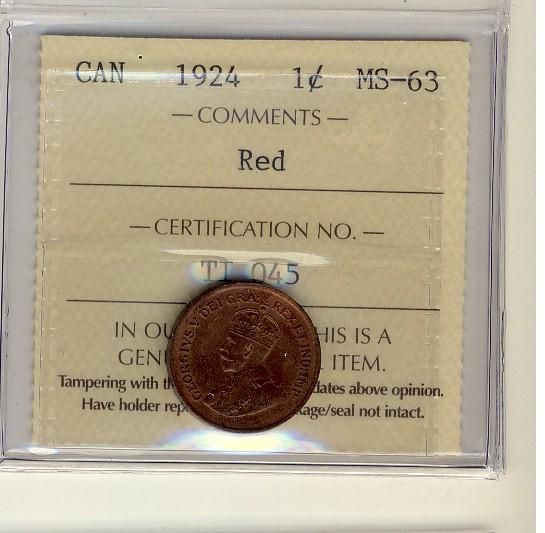 CAN 1924 1¢ MS-63
— COMMENTS —
Red
— CERTIFICATION NO. —
TI 045
IN OU HIS IS A
GENU ITEM.
Tampering with th dates above opinion.
Have holder rep kage/seal not intact.
GEORGIVS V DEI GRA: REX ET IND:IMP: